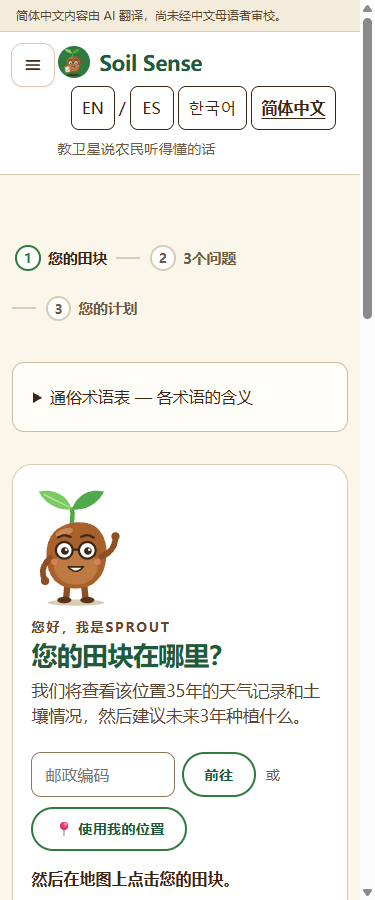 简体中文内容由 AI 翻译，尚未经中文母语者审校。
Soil Sense
EN / ES 한국어 简体中文
教卫星说农民听得懂的话
1 您的田块 2 3个问题
3 您的计划
▶ 通俗术语表 — 各术语的含义
您好，我是SPROUT
您的田块在哪里？
我们将查看该位置35年的天气记录和土
壤情况，然后建议未来3年种植什么。
邮政编码 前往 或
📍 使用我的位置
然后在地图上点击您的田块。